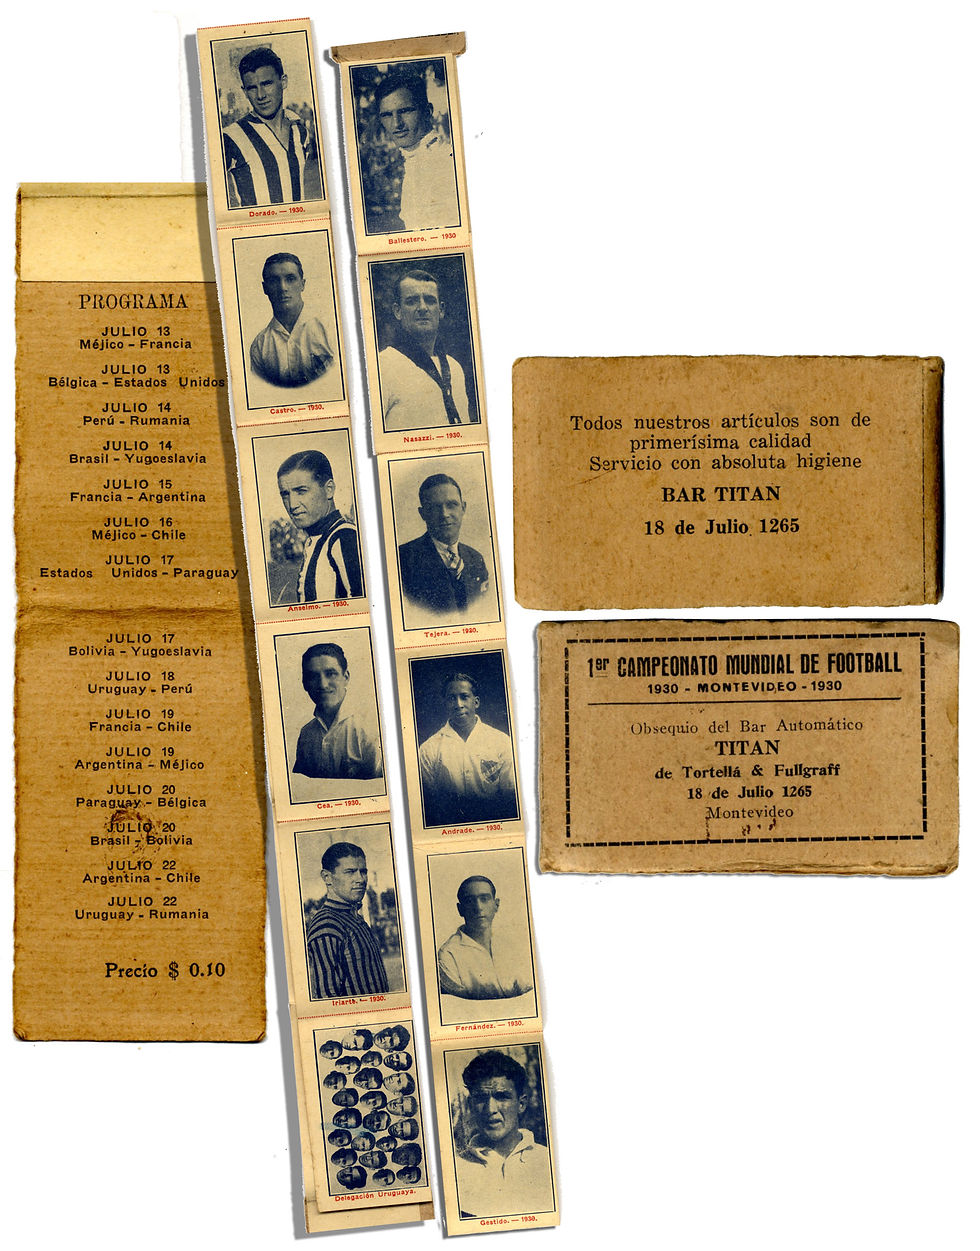 PROGRAMA
JULIO 13
Méjico - Francia
JULIO 13
Bélgica - Estados Unidos
JULIO 14
Perú - Rumania
JULIO 14
Brasil - Yugoeslavia
JULIO 15
Francia - Argentina
JULIO 16
Méjico - Chile
JULIO 17
Estados Unidos - Paraguay
JULIO 17
Bolivia - Yugoeslavia
JULIO 18
Uruguay - Perú
JULIO 19
Francia - Chile
JULIO 19
Argentina - Méjico
JULIO 20
Paraguay - Bélgica
JULIO 20
Brasil - Bolivia
JULIO 22
Argentina - Chile
JULIO 22
Uruguay - Rumania
Precio $ 0.10
Dorado. — 1930.
Castro. — 1930.
Anselmo. — 1930.
Cea. — 1930.
Iriarte. — 1930.
Delegación Uruguaya.
Ballestero. — 1930
Nasazzi. — 1930.
Tejera. — 1930.
Andrade. — 1930.
Fernández. — 1930.
Gestido. — 1930.
Todos nuestros artículos son de
primerísima calidad
Servicio con absoluta higiene
BAR TITAN
18 de Julio 1265
1er CAMPEONATO MUNDIAL DE FOOTBALL
1930 - MONTEVIDEO - 1930
Obsequio del Bar Automático
TITAN
de Tortellá & Fullgraff
18 de Julio 1265
Montevideo